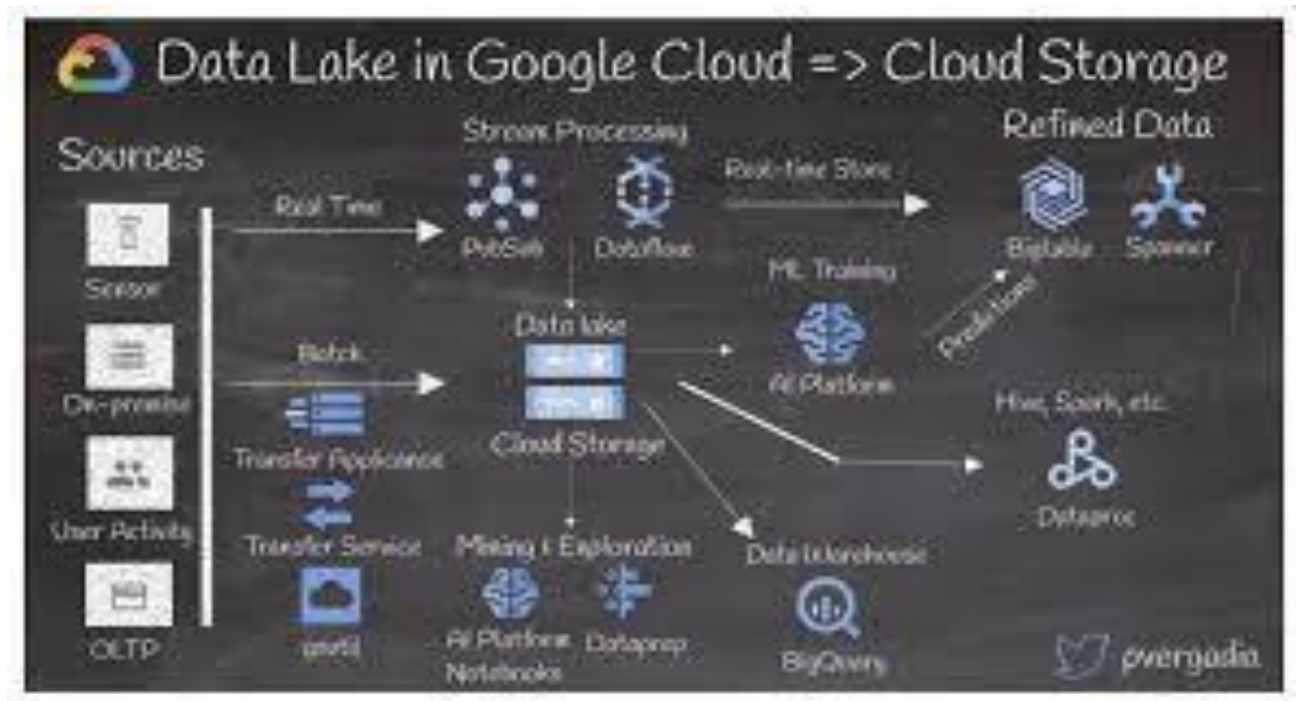 Data Lake in Google Cloud => Cloud Storage
Sources
Sensor
On-premise
User Activity
OLTP
Real Time
Batch
Transfer Appliance
Transfer Service
gsutil
Stream Processing
PubSub
Dataflow
Data lake
Cloud Storage
Mining & Exploration
AI Platform
Notebooks
Dataprep
Real-time Store
ML Training
AI Platform
Predictions
Data Warehouse
BigQuery
Refined Data
Bigtable
Spanner
Hive, Spark, etc.
Dataproc
pvergadia